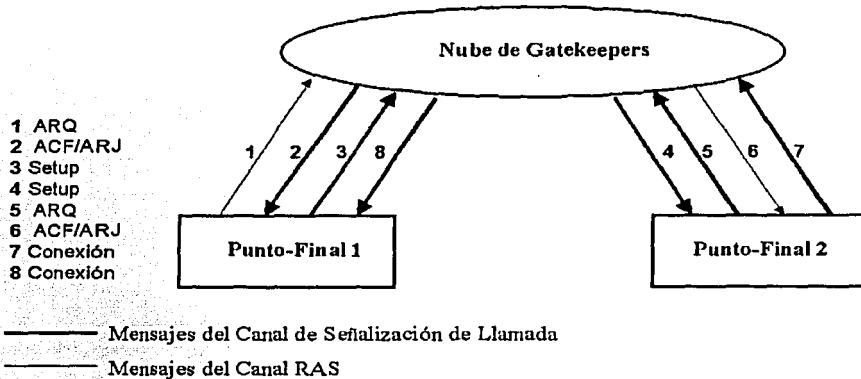 Nube de Gatekeepers
1 ARQ
2 ACF/ARJ
3 Setup
4 Setup
5 ARQ
6 ACF/ARJ
7 Conexión
8 Conexión
1
2
3
8
4
5
6
7
Punto-Final 1
Punto-Final 2
Mensajes del Canal de Señalización de Llamada
Mensajes del Canal RAS